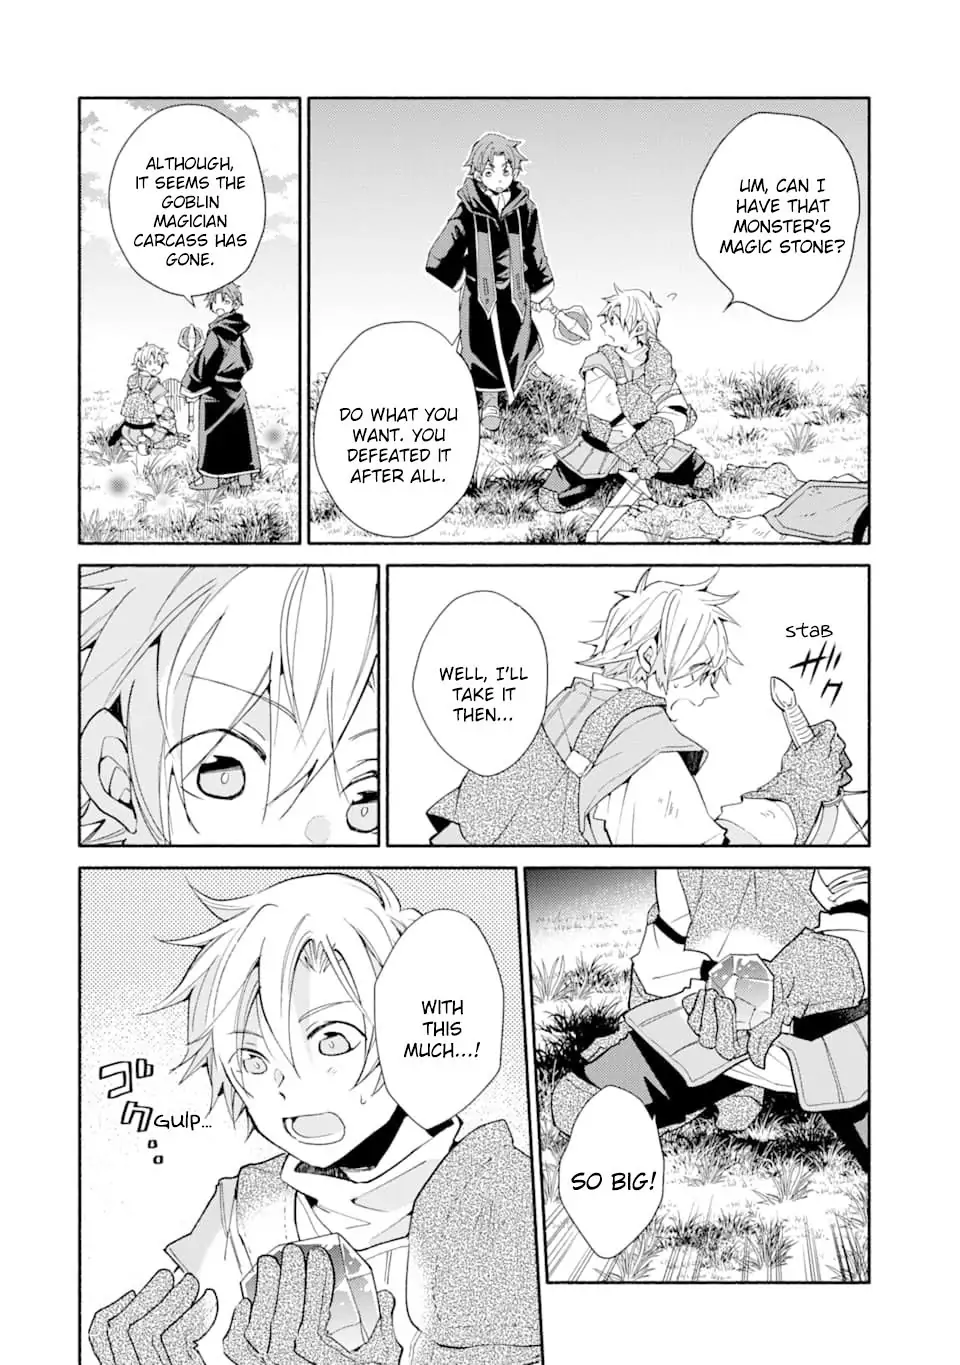 UM, CAN I
HAVE THAT
MONSTER'S
MAGIC STONE?
DO WHAT YOU
WANT. YOU
DEFEATED IT
AFTER ALL.
ALTHOUGH,
IT SEEMS THE
GOBLIN
MAGICIAN
CARCASS HAS
GONE.
STAB
ザグッ
WELL, I'LL
TAKE IT
THEN...
SO BIG!
WITH
THIS
MUCH...!
ゴク...
GULP...